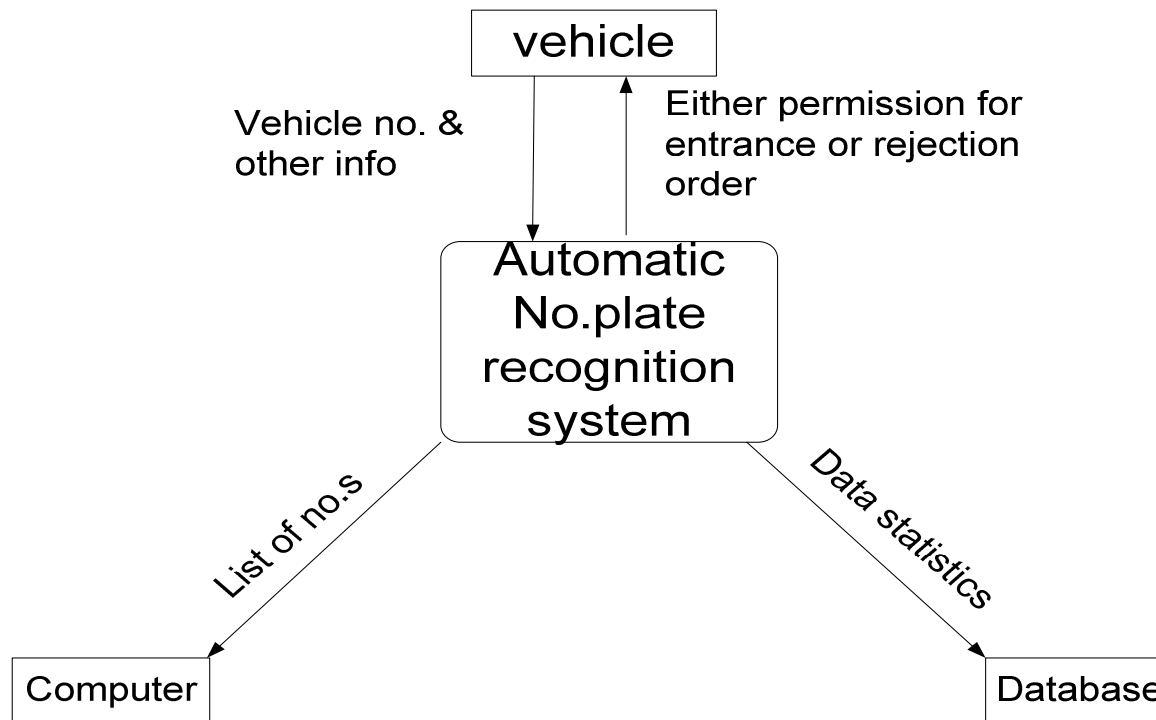 vehicle
Vehicle no. &
other info
Either permission for
entrance or rejection
order
Automatic
No.plate
recognition
system
List of no.s
Data statistics
Computer
Database